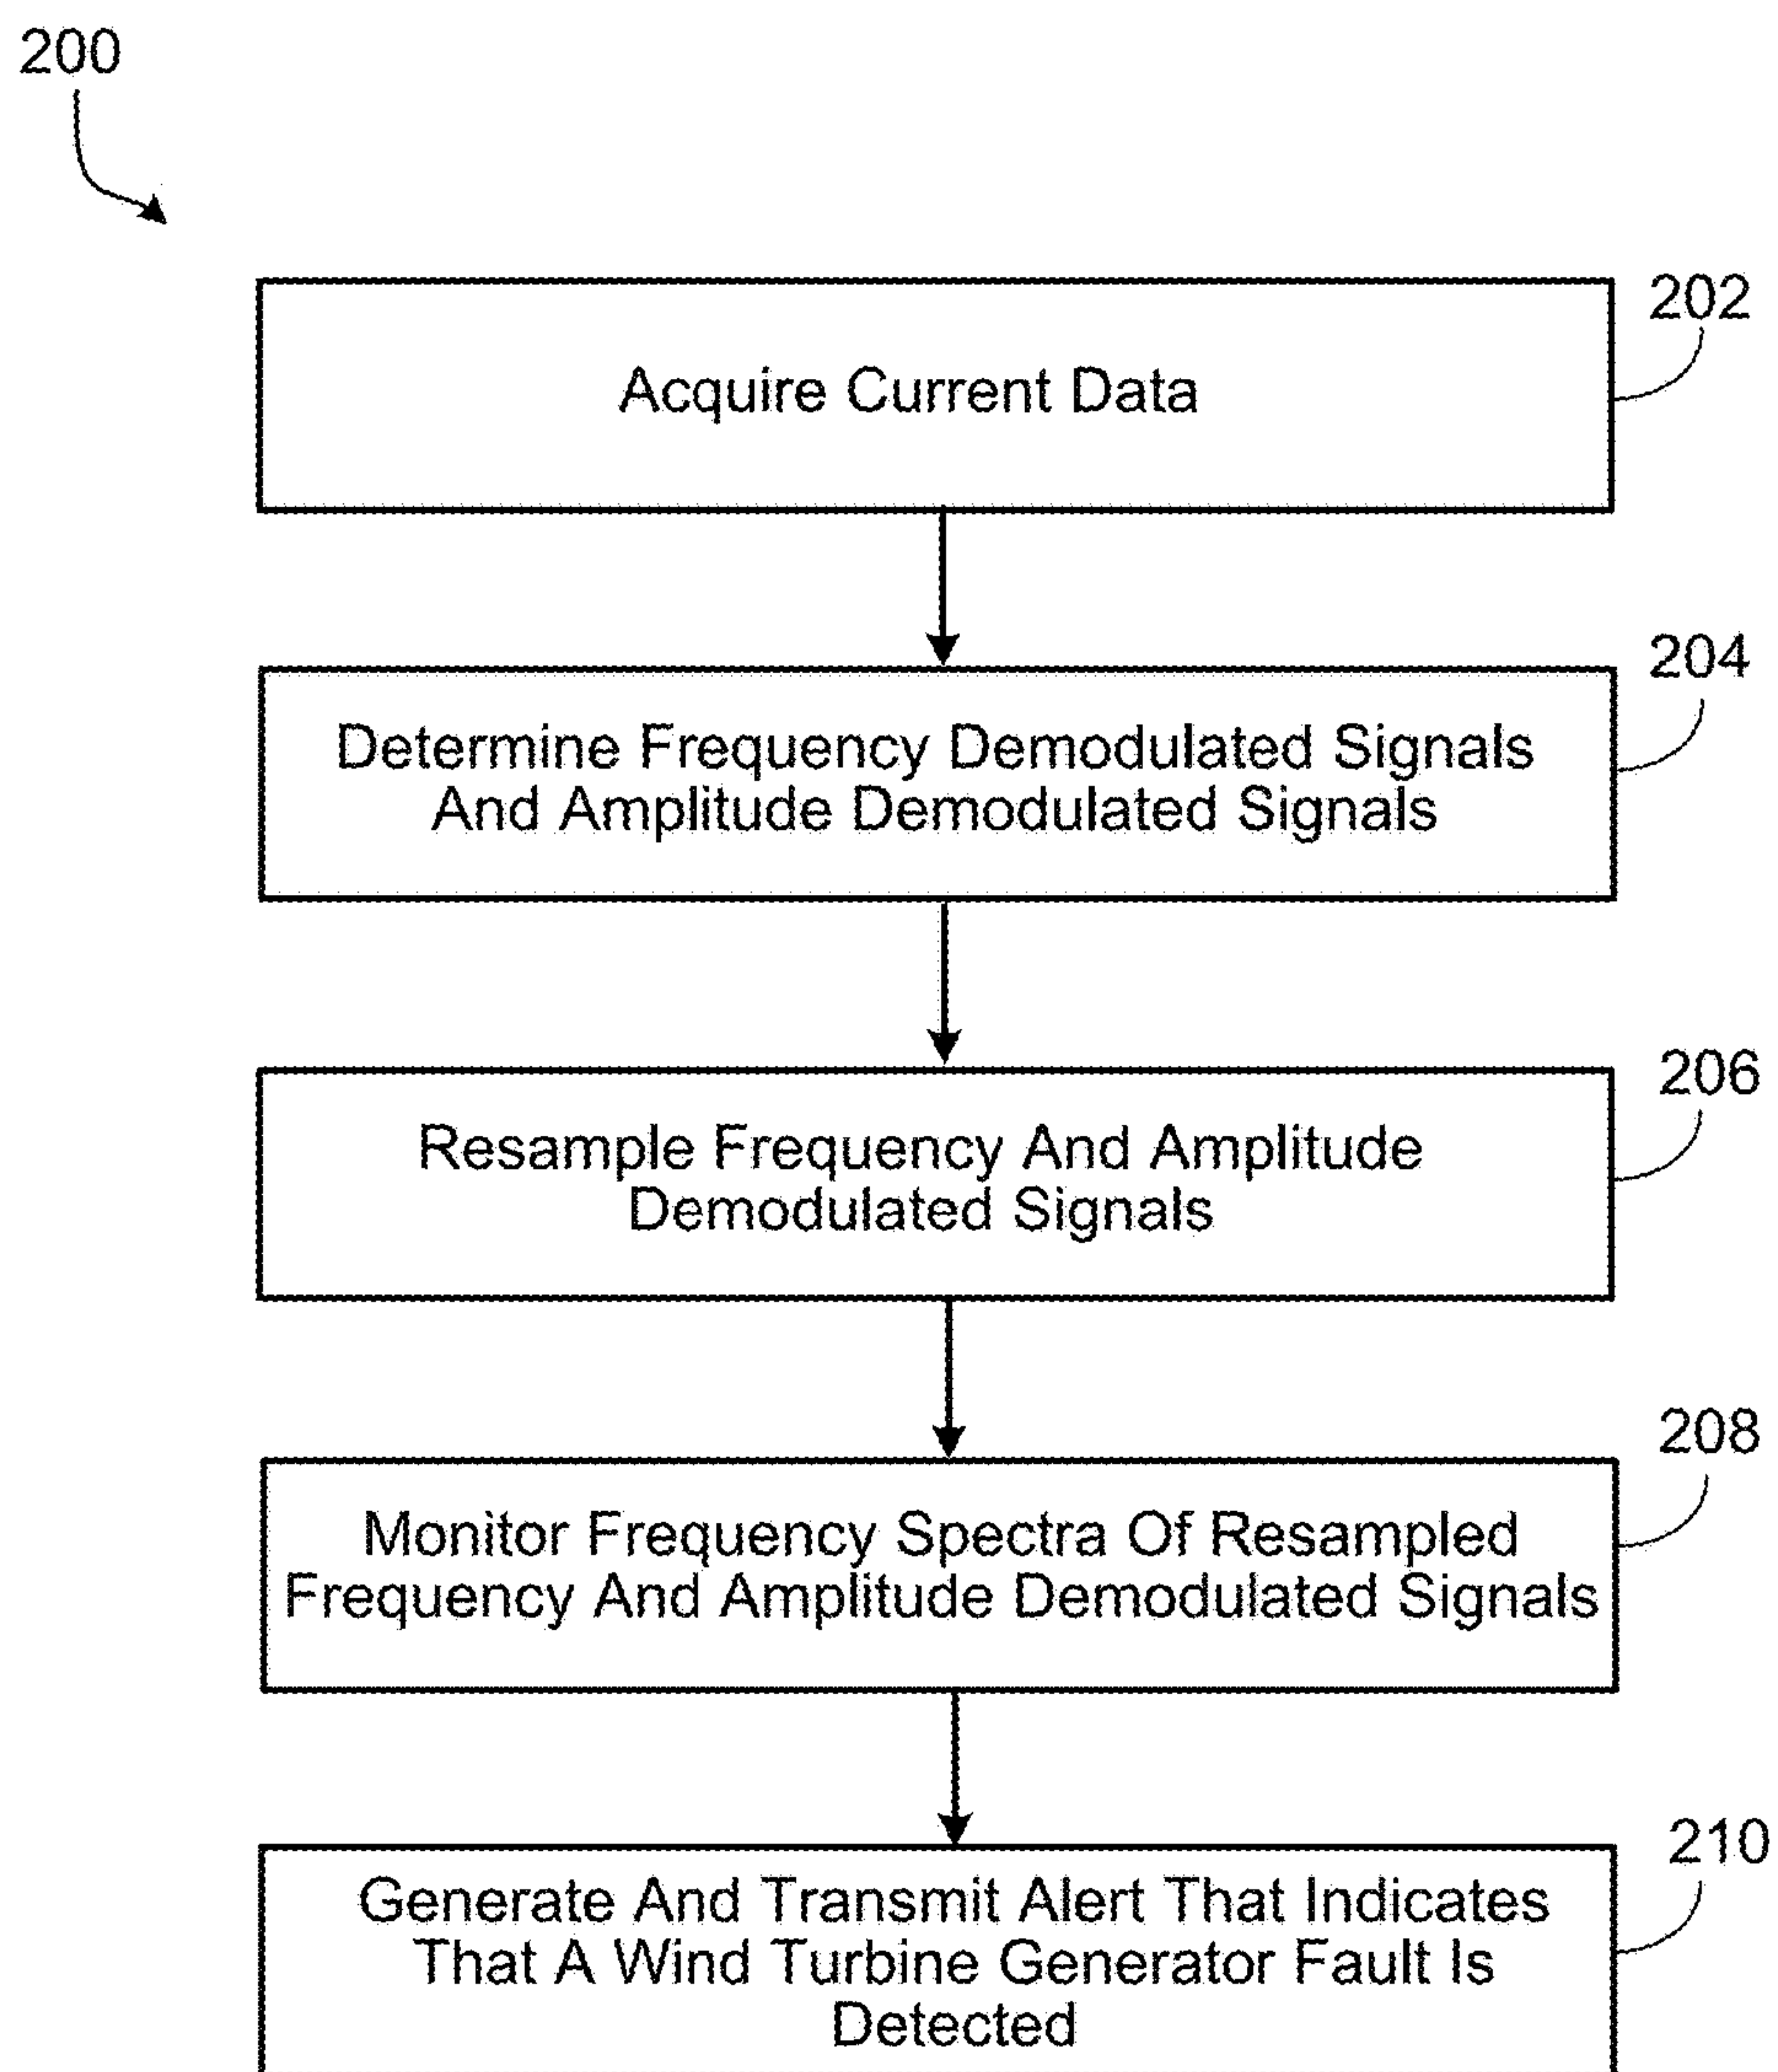 200
202
Acquire Current Data
204
Determine Frequency Demodulated Signals
And Amplitude Demodulated Signals
206
Resample Frequency And Amplitude
Demodulated Signals
208
Monitor Frequency Spectra Of Resampled
Frequency And Amplitude Demodulated Signals
210
Generate And Transmit Alert That Indicates
That A Wind Turbine Generator Fault Is
Detected